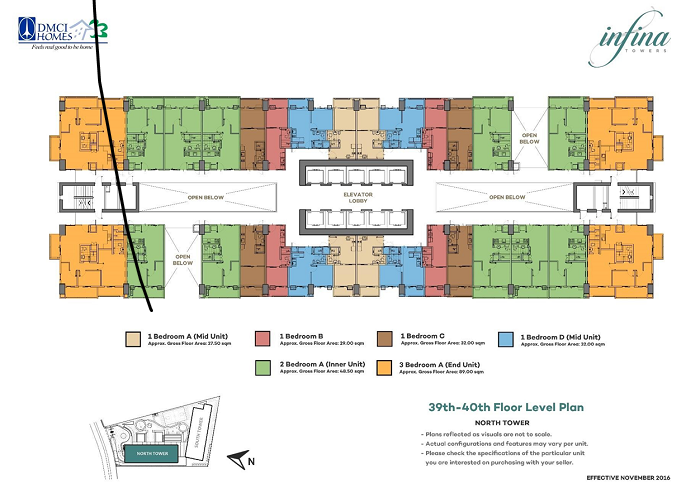 DMCI
HOMES
Feels real good to be home
infina
TOWERS
OPEN
BELOW
OPEN BELOW
ELEVATOR
LOBBY
OPEN BELOW
OPEN
BELOW
1 Bedroom A (Mid Unit)
Approx. Gross Floor Area: 27.50 sqm
1 Bedroom B
Approx. Gross Floor Area: 29.00 sqm
1 Bedroom C
Approx. Gross Floor Area: 32.00 sqm
1 Bedroom D (Mid Unit)
Approx. Gross Floor Area: 32.00 sqm
2 Bedroom A (Inner Unit)
Approx. Gross Floor Area: 48.50 sqm
3 Bedroom A (End Unit)
Approx. Gross Floor Area: 89.00 sqm
NORTH TOWER
SOUTH TOWER
N
39th-40th Floor Level Plan
NORTH TOWER
- Plans reflected as visuals are not to scale.
- Actual configurations and features may vary per unit.
- Please check the specifications of the particular unit
you are interested on purchasing with your seller.
EFFECTIVE NOVEMBER 2016